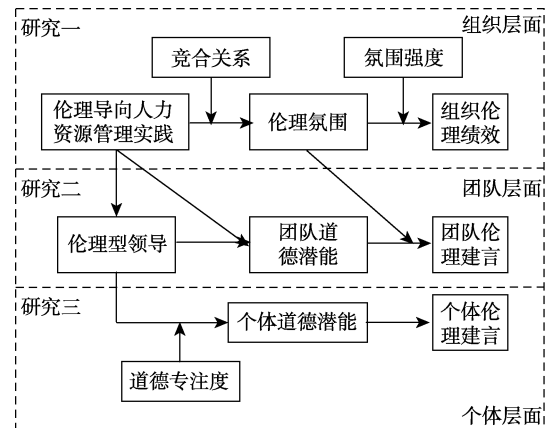 研究一
组织层面
竞合关系
氛围强度
伦理导向人力
资源管理实践
伦理氛围
组织伦
理绩效
研究二
团队层面
伦理型领导
团队道
德潜能
团队伦
理建言
研究三
个体道德潜能
个体伦
理建言
道德专注度
个体层面